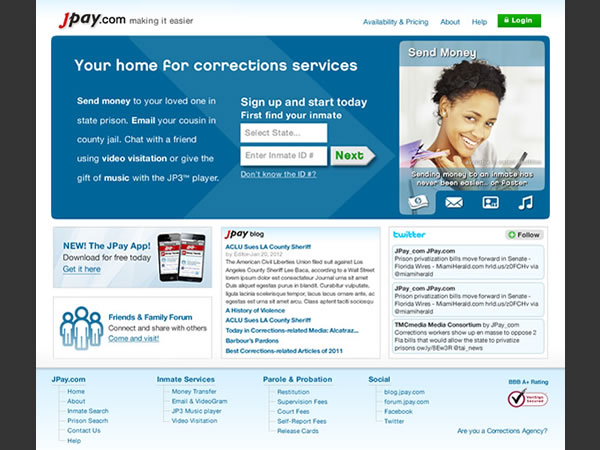 JPay.com making it easier
Availability & Pricing About Help Login
Your home for corrections services
Send money to your loved one in
state prison. Email your cousin in
county jail. Chat with a friend
using video visitation or give the
gift of music with the JP3™ player.
Sign up and start today
First find your inmate
Select State...
Enter Inmate ID # Next
Don't know the ID #?
Send Money
Sending money to an inmate has
never been easier... or faster
NEW! The JPay App!
Download for free today
Get it here
Friends & Family Forum
Connect and share with others
Come and visit!
JPay blog
ACLU Sues LA County Sheriff
by Editor-Jan 20, 2012
The American Civil Liberties Union filed suit against Los
Angeles County Sheriff Lee Baca, according to a Wall Street
lorem ipsum dolor set consectetaur Journal urna sit amet
Duis aliquet egestas purus in blandit. Curabitur vulputate,
ligula lacinia scelerisque tempor, lacus lacus ornare ante, ac
egestas est urna sit amet arcu. Class aptent taciti sociosqu
A History of Violence
ACLU Sues LA County Sheriff
Today in Corrections-related Media: Alcatraz...
Barbour's Pardons
Best Corrections-related Articles of 2011
twitter Follow
JPay_com JPay.com
Prison privatization bills move forward in Senate -
Florida Wires - MiamiHerald.com hrld.us/z0FCHv via
@miamiherald
JPay_com JPay.com
Prison privatization bills move forward in Senate -
Florida Wires - MiamiHerald.com hrld.us/z0FCHv via
@miamiherald
TMCmedia Media Consortium by JPay_com
Corrections workers show up en masse to oppose 2
Fla bills that would allow the state to privatize
prisons ow.ly/8Ew3R @tal_news
JPay.com
Home
About
Inmate Search
Prison Search
Contact Us
Help
Inmate Services
Money Transfer
Email & VideoGram
JP3 Music player
Video Visitation
Parole & Probation
Restitution
Supervision Fees
Court Fees
Self-Report Fees
Release Cards
Social
blog.jpay.com
forum.jpay.com
Facebook
Twitter
BBB A+ Rating
VeriSign
Secured
Are you a Corrections Agency?